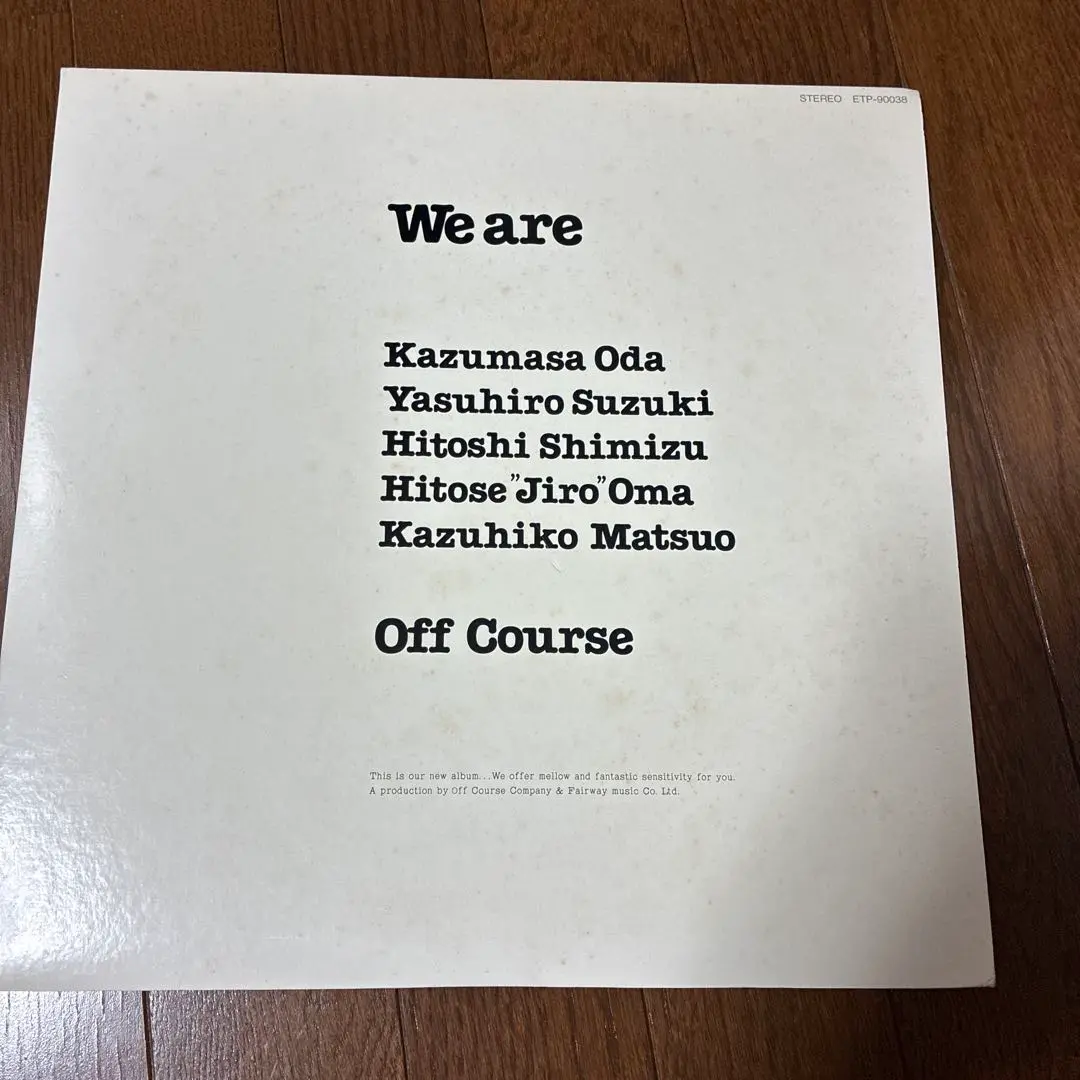 STEREO ETP-90038
We are
Kazumasa Oda
Yasuhiro Suzuki
Hitoshi Shimizu
Hitose "Jiro" Oma
Kazuhiko Matsuo
Off Course
This is our new album...We offer mellow and fantastic sensitivity for you.
A production by Off Course Company & Fairway music Co. Ltd.